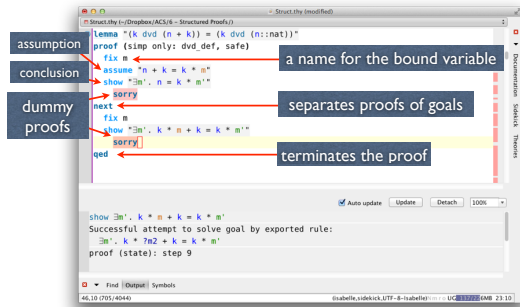 Struct.thy (modified)
Struct.thy (~/Dropbox/ACS/6 – Structured Proofs/)
lemma "(k dvd (n + k)) = (k dvd (n::nat))"
proof (simp only: dvd_def, safe)
fix m
assume "n + k = k * m"
show "∃m'. n = k * m'"
sorry
next
fix m
show "∃m'. k * m + k = k * m'"
sorry
qed
assumption
conclusion
dummy
proofs
a name for the bound variable
separates proofs of goals
terminates the proof
Documentation
Sidekick
Theories
Auto update
Update
Detach
100%
show ∃m'. k * m + k = k * m'
Successful attempt to solve goal by exported rule:
∃m'. k * ?m2 + k = k * m'
proof (state): step 9
Find
Output
Symbols
46,10 (705/4044)
(isabelle,sidekick,UTF-8-Isabelle)
UG
MB 23:10